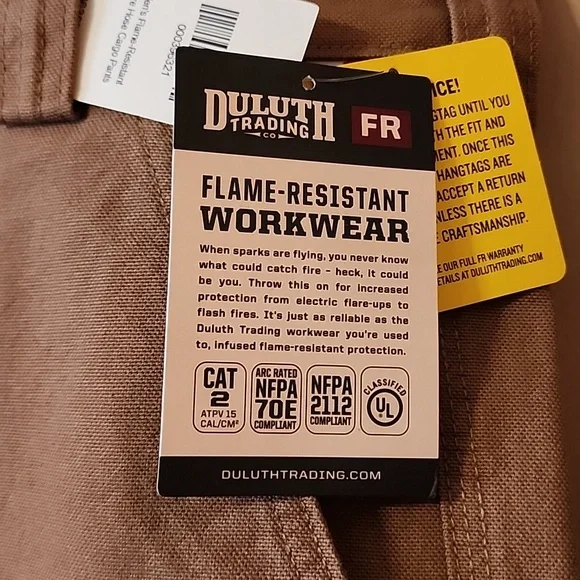 en's Flame-Resistant
e Hose Cargo Pants
000396321
DULUTH
TRADING
CO
FR
FLAME-RESISTANT
WORKWEAR
When sparks are flying, you never know
what could catch fire - heck, it could
be you. Throw this on for increased
protection from electric flare-ups to
flash fires. It's just as reliable as the
Duluth Trading workwear you're used
to, infused flame-resistant protection.
CAT
2
ATPV 15
CAL/CM²
ARC RATED
NFPA
70E
COMPLIANT
NFPA
2112
COMPLIANT
CLASSIFIED
UL
DULUTHTRADING.COM
ICE!
GTAG UNTIL YOU
TH THE FIT AND
MENT. ONCE THIS
HANGTAGS ARE
ACCEPT A RETURN
NLESS THERE IS A
CRAFTSMANSHIP.
E OUR FULL FR WARRANTY
ETAILS AT DULUTHTRADING.COM